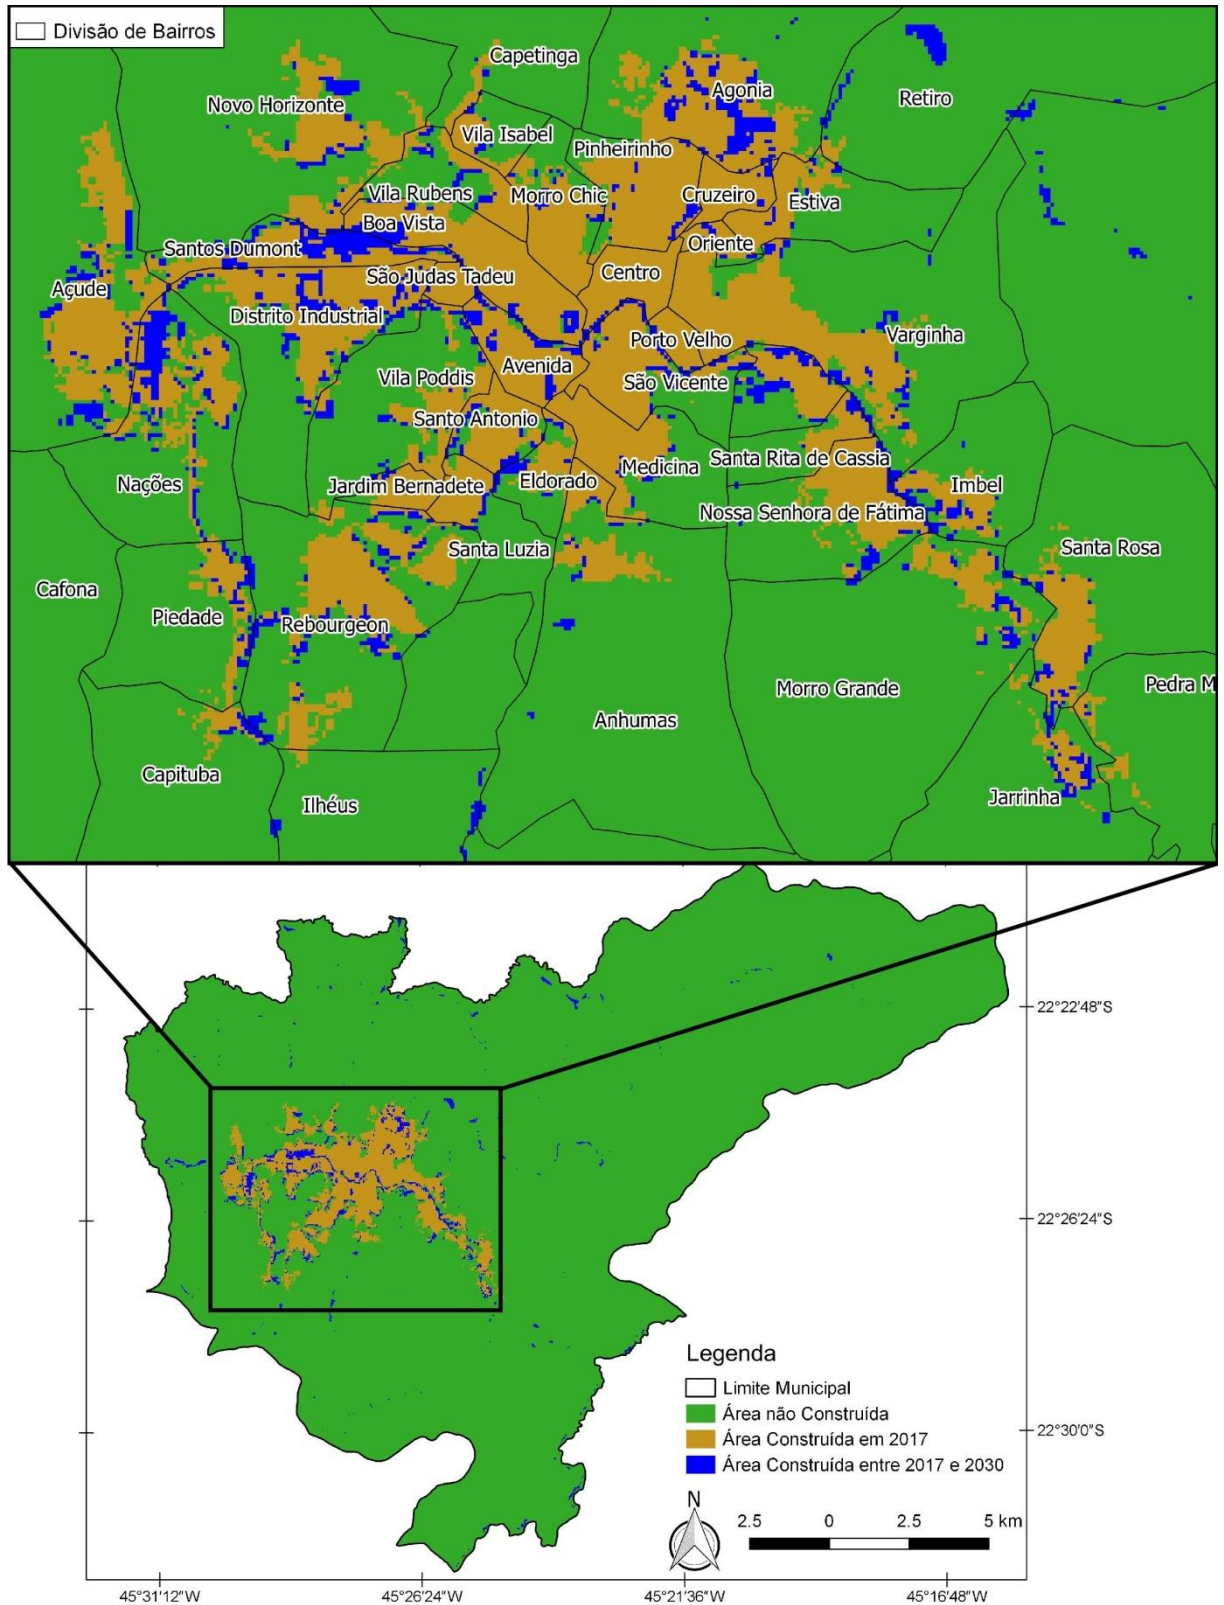 Divisão de Bairros
Capetinga
Agonia
Retiro
Novo Horizonte
Vila Isabel
Pinheirinho
Vila Rubens
Morro Chic
Cruzeiro
Estiva
Boa Vista
Santos Dumont
Oriente
Açude
São Judas Tadeu
Centro
Distrito Industrial
Varginha
Porto Velho
Avenida
São Vicente
Vila Poddis
Santo Antonio
Nações
Jardim Bernadete
Eldorado
Medicina
Santa Rita de Cassia
Imbel
Nossa Senhora de Fátima
Santa Luzia
Santa Rosa
Cafona
Piedade
Rebourgeon
Morro Grande
Pedra M
Anhumas
Capituba
Ilhéus
Jarrinha
22°22'48"S
22°26'24"S
22°30'0"S
Legenda
Limite Municipal
Área não Construída
Área Construída em 2017
Área Construída entre 2017 e 2030
N
2.5 0 2.5 5 km
45°31'12"W 45°26'24"W 45°21'36"W 45°16'48"W